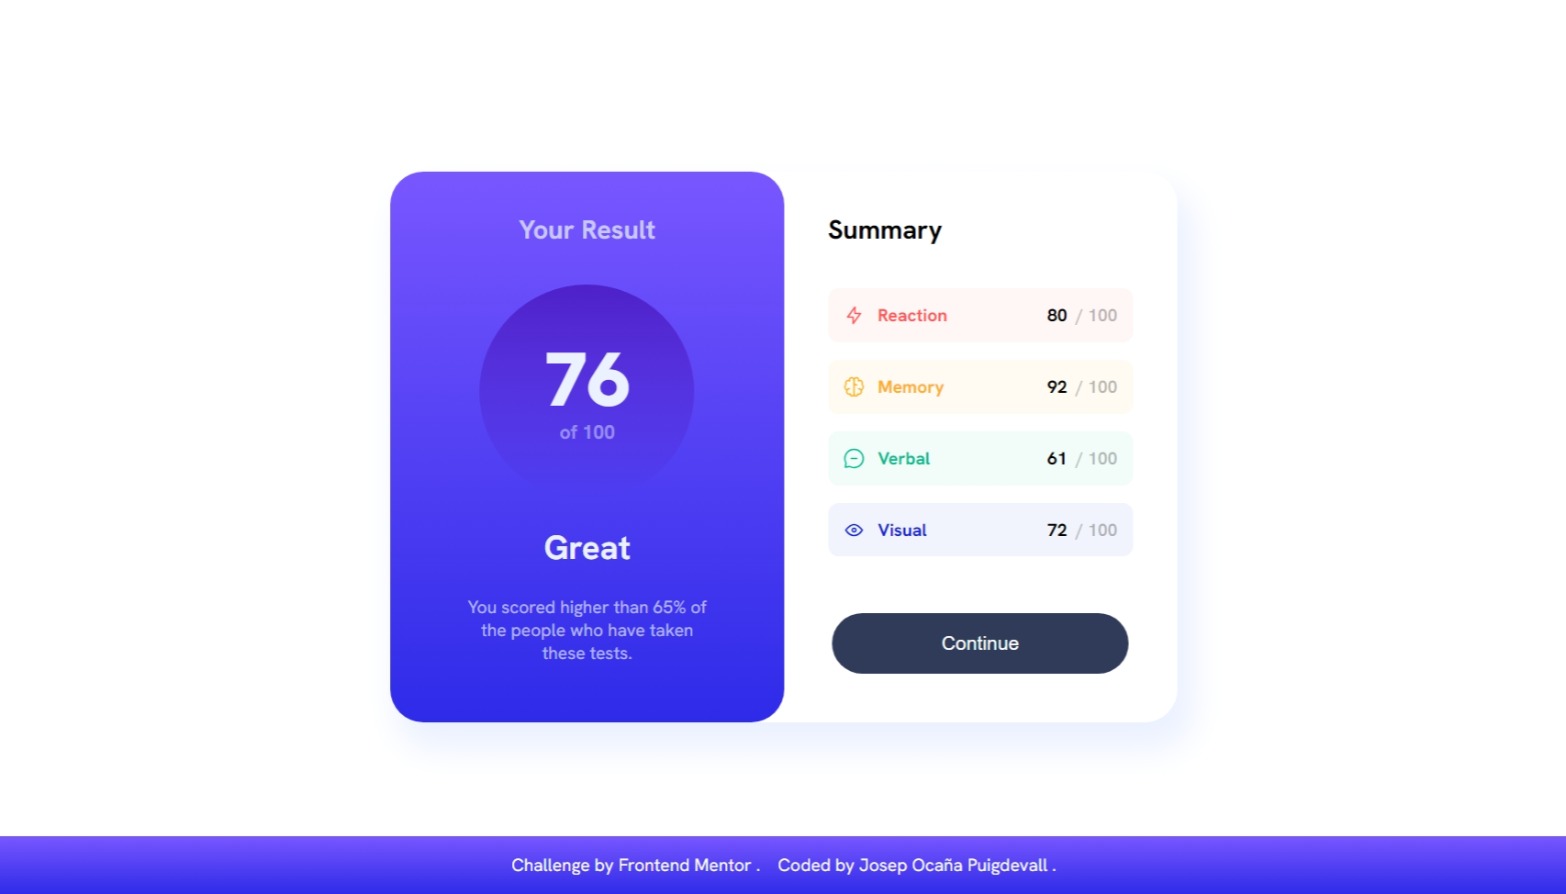 Your Result
76
of 100
Great
You scored higher than 65% of
the people who have taken
these tests.
Summary
Reaction 80 / 100
Memory 92 / 100
Verbal 61 / 100
Visual 72 / 100
Continue
Challenge by Frontend Mentor . Coded by Josep Ocaña Puigdevall .